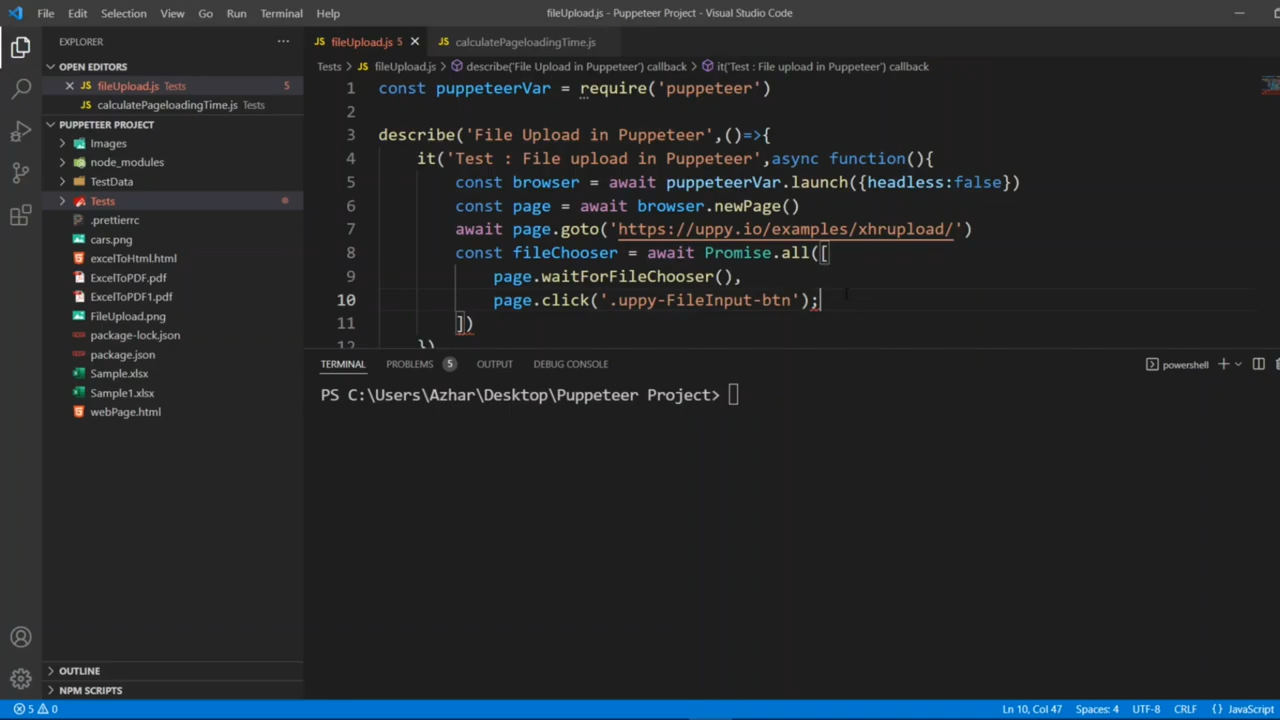 File Edit Selection View Go Run Terminal Help fileUpload.js - Puppeteer Project - Visual Studio Code
EXPLORER
OPEN EDITORS
fileUpload.js Tests 5
calculatePageloadingTime.js Tests
PUPPETEER PROJECT
Images
node_modules
TestData
Tests
.prettierrc
cars.png
excelToHtml.html
ExcelToPDF.pdf
ExcelToPDF1.pdf
FileUpload.png
package-lock.json
package.json
Sample.xlsx
Sample1.xlsx
webPage.html
OUTLINE
NPM SCRIPTS
JS fileUpload.js 5 JS calculatePageloadingTime.js
Tests > JS fileUpload.js > describe('File Upload in Puppeteer') callback > it('Test : File upload in Puppeteer') callback
1 const puppeteerVar = require('puppeteer')
2
3 describe('File Upload in Puppeteer',()=>{
4 it('Test : File upload in Puppeteer',async function(){
5 const browser = await puppeteerVar.launch({headless:false})
6 const page = await browser.newPage()
7 await page.goto('https://uppy.io/examples/xhrupload/')
8 const fileChooser = await Promise.all([
9 page.waitForFileChooser(),
10 page.click('.uppy-FileInput-btn');
11 ])
12 })
TERMINAL PROBLEMS 5 OUTPUT DEBUG CONSOLE powershell
PS C:\Users\Azhar\Desktop\Puppeteer Project>
5 0 Ln 10, Col 47 Spaces: 4 UTF-8 CRLF {} JavaScript